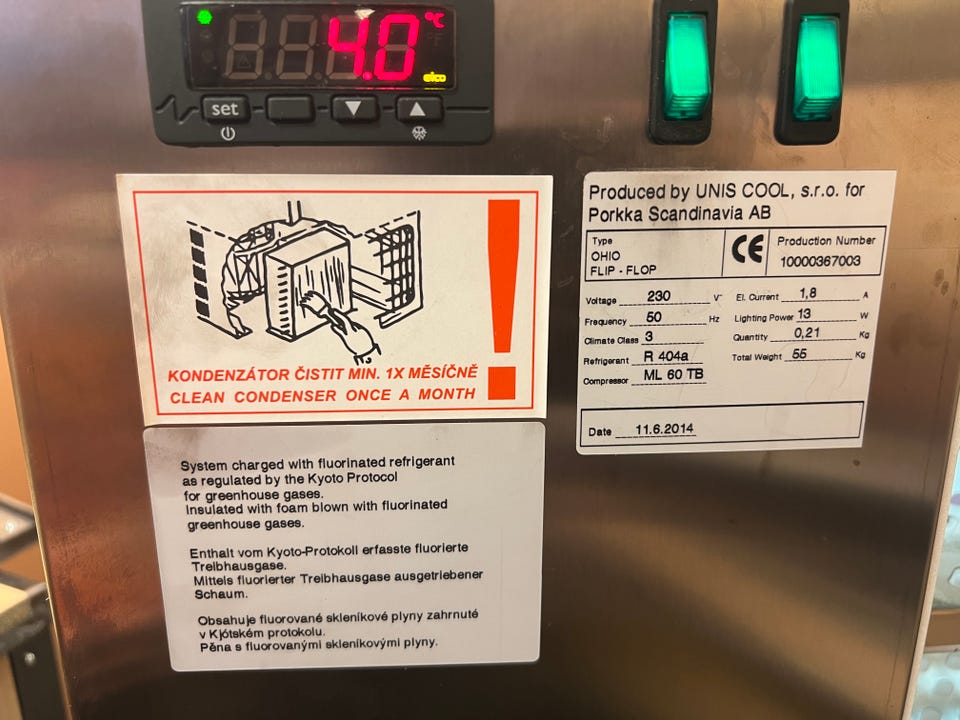 4.0 °C
set
Produced by UNIS COOL, s.r.o. for
Porkka Scandinavia AB
Type
OHIO
FLIP - FLOP
CE
Production Number
10000367003
Voltage 230 V~ El. Current 1,8 A
Frequency 50 Hz Lighting Power 13 W
Climate Class 3 Quantity 0,21 Kg
Refrigerant R 404a Total Weight 55 Kg
Compressor ML 60 TB
Date 11.6.2014
KONDENZÁTOR ČISTIT MIN. 1X MĚSÍČNĚ
CLEAN CONDENSER ONCE A MONTH
!
System charged with fluorinated refrigerant
as regulated by the Kyoto Protocol
for greenhouse gases.
Insulated with foam blown with fluorinated
greenhouse gases.
Enthalt vom Kyoto-Protokoll erfasste fluorierte
Treibhausgase.
Mittels fluorierter Treibhausgase ausgetriebener
Schaum.
Obsahuje fluorované skleníkové plyny zahrnuté
v Kjótském protokolu.
Pěna s fluorovanými skleníkovými plyny.